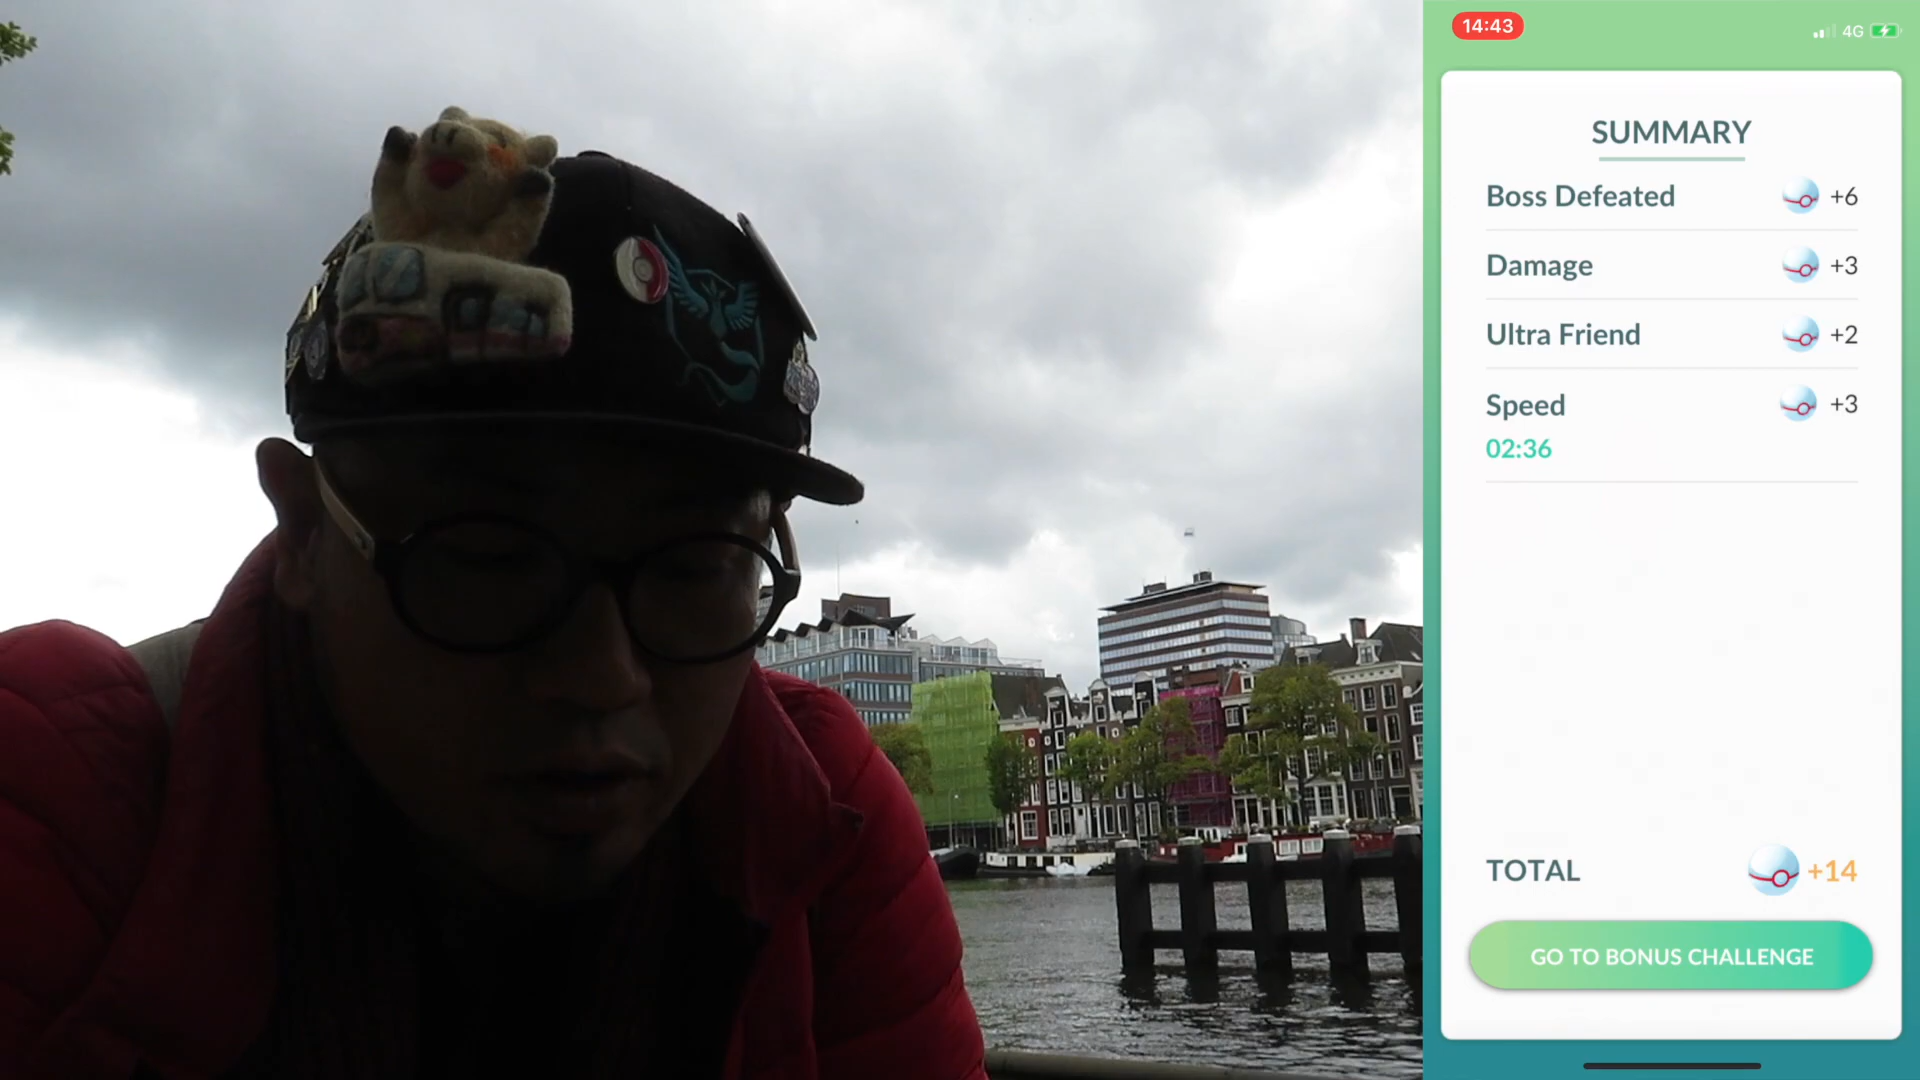 14:43
4G
SUMMARY
Boss Defeated +6
Damage +3
Ultra Friend +2
Speed +3
02:36
TOTAL +14
GO TO BONUS CHALLENGE